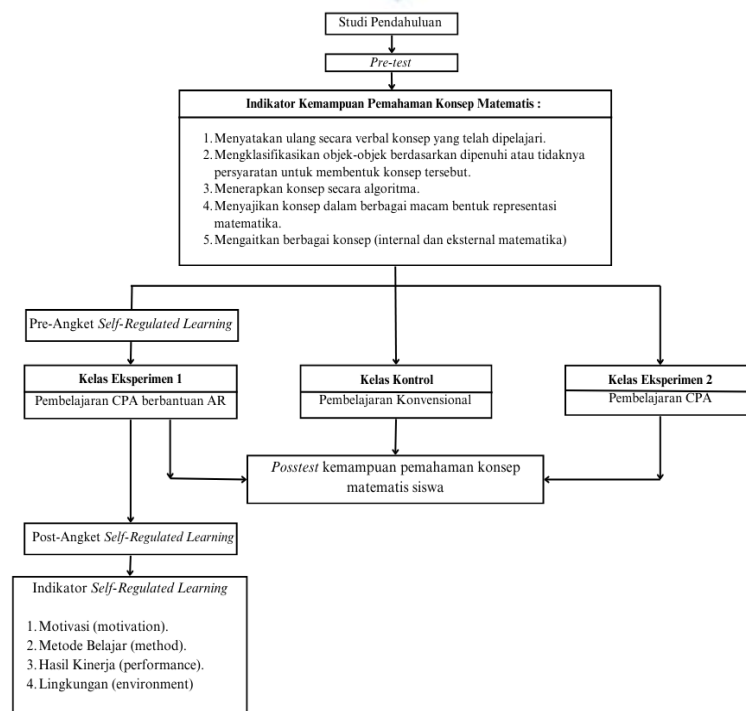 Studi Pendahuluan
Pre-test
Indikator Kemampuan Pemahaman Konsep Matematis :
1. Menyatakan ulang secara verbal konsep yang telah dipelajari.
2. Mengklasifikasikan objek-objek berdasarkan dipenuhi atau tidaknya
persyaratan untuk membentuk konsep tersebut.
3. Menerapkan konsep secara algoritma.
4. Menyajikan konsep dalam berbagai macam bentuk representasi
matematika.
5. Mengaitkan berbagai konsep (internal dan eksternal matematika)
Pre-Angket Self-Regulated Learning
Kelas Eksperimen 1
Pembelajaran CPA berbantuan AR
Kelas Kontrol
Pembelajaran Konvensional
Kelas Eksperimen 2
Pembelajaran CPA
Posstest kemampuan pemahaman konsep
matematis siswa
Post-Angket Self-Regulated Learning
Indikator Self-Regulated Learning
1. Motivasi (motivation).
2. Metode Belajar (method).
3. Hasil Kinerja (performance).
4. Lingkungan (environment)